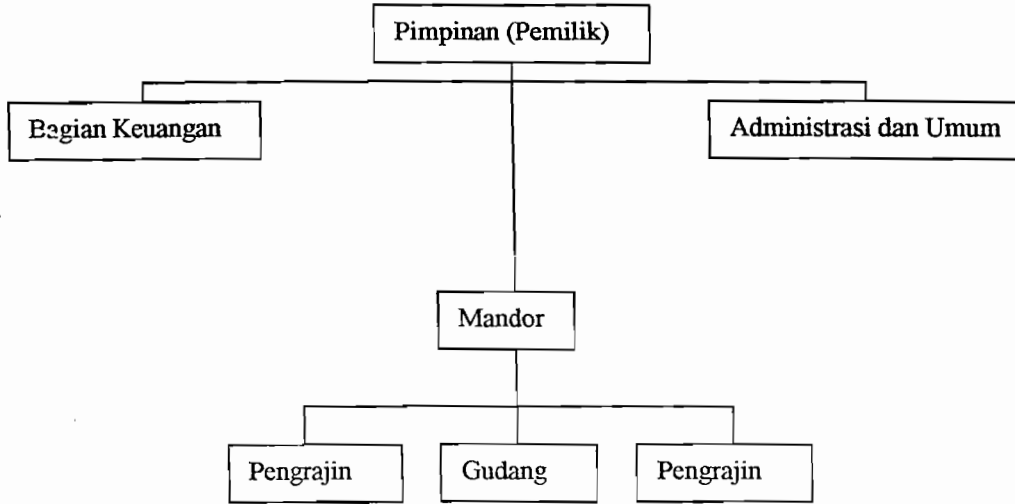 Pimpinan (Pemilik)
Bagian Keuangan
Administrasi dan Umum
Mandor
Pengrajin
Gudang
Pengrajin